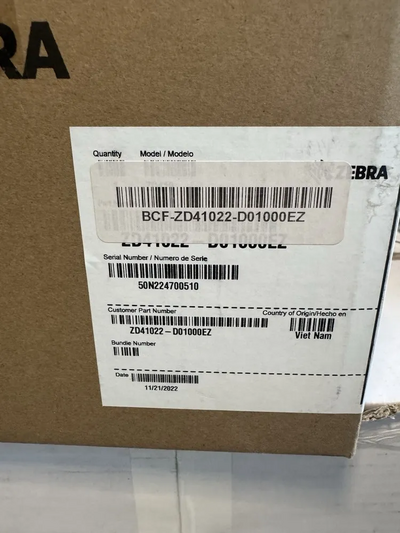 RA
Quantity Model / Modelo
ZEBRA
BCF-ZD41022-D01000EZ
ZD41022-D01000EZ
Serial Number / Numero de Serie
50N224700510
Customer Part Number Country of Origin/Hecho en
ZD41022-D01000EZ Viet Nam
Bundle Number
Date
11/21/2022